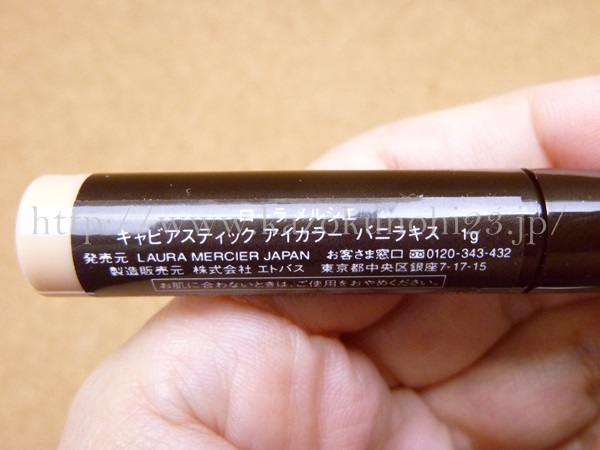 ローラ メルシエ
キャビアスティック アイカラー バニラキス 1g
発売元 LAURA MERCIER JAPAN お客さま窓口 0120-343-432
製造販売元 株式会社 エトバス 東京都中央区銀座7-17-15
お肌に合わないときは、ご使用をおやめください。